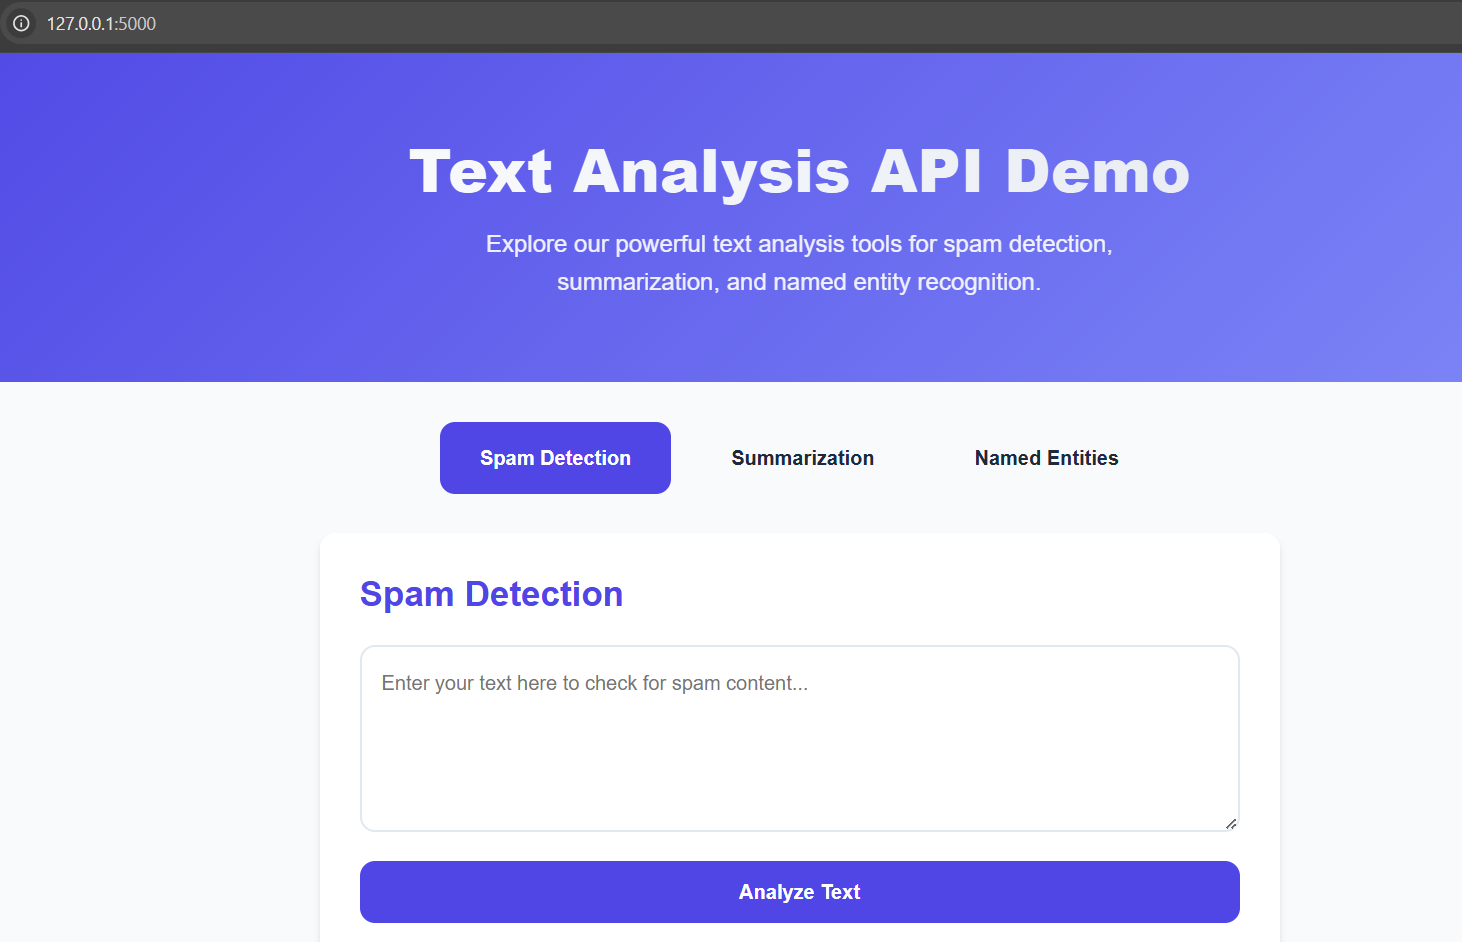 127.0.0.1:5000
Text Analysis API Demo
Explore our powerful text analysis tools for spam detection,
summarization, and named entity recognition.
Spam Detection
Summarization
Named Entities
Spam Detection
Enter your text here to check for spam content...
Analyze Text